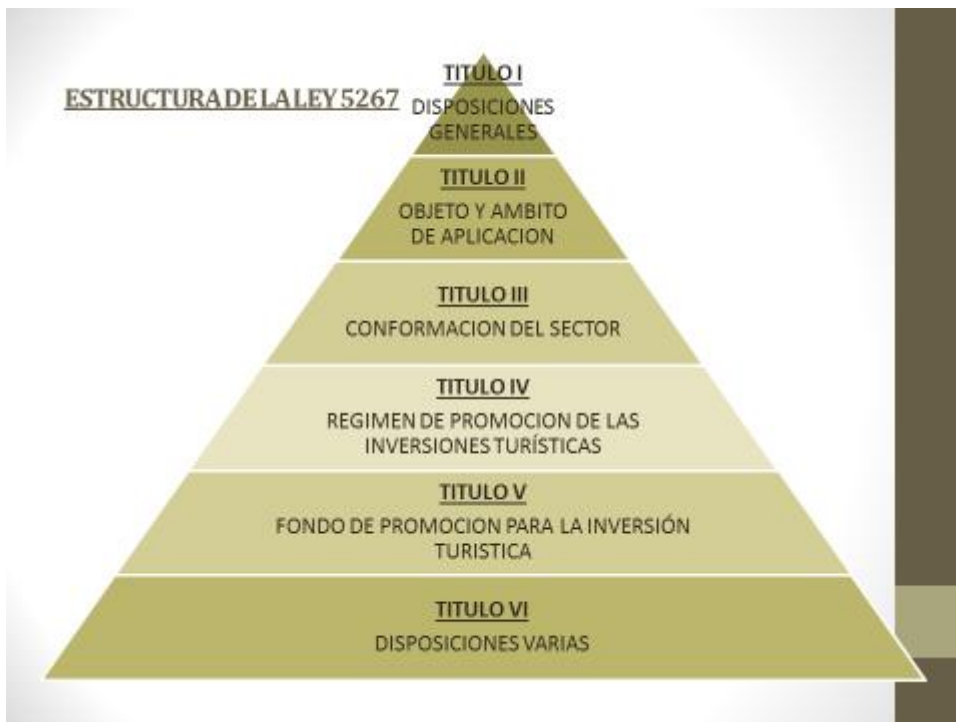 ESTRUCTURA DE LA LEY 5267
TITULO I
DISPOSICIONES
GENERALES
TITULO II
OBJETO Y AMBITO
DE APLICACION
TITULO III
CONFORMACION DEL SECTOR
TITULO IV
REGIMEN DE PROMOCION DE LAS
INVERSIONES TURÍSTICAS
TITULO V
FONDO DE PROMOCION PARA LA INVERSIÓN
TURISTICA
TITULO VI
DISPOSICIONES VARIAS